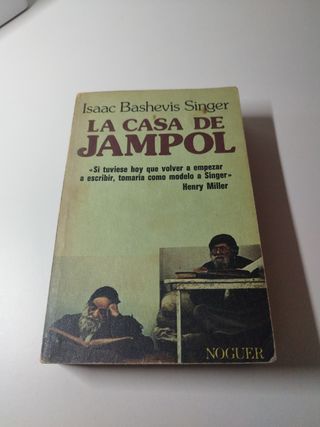 Isaac Bashevis Singer
LA CASA DE
JAMPOL
«Si tuviese hoy que volver a empezar
a escribir, tomaría como modelo a Singer»
Henry Miller
NOGUER